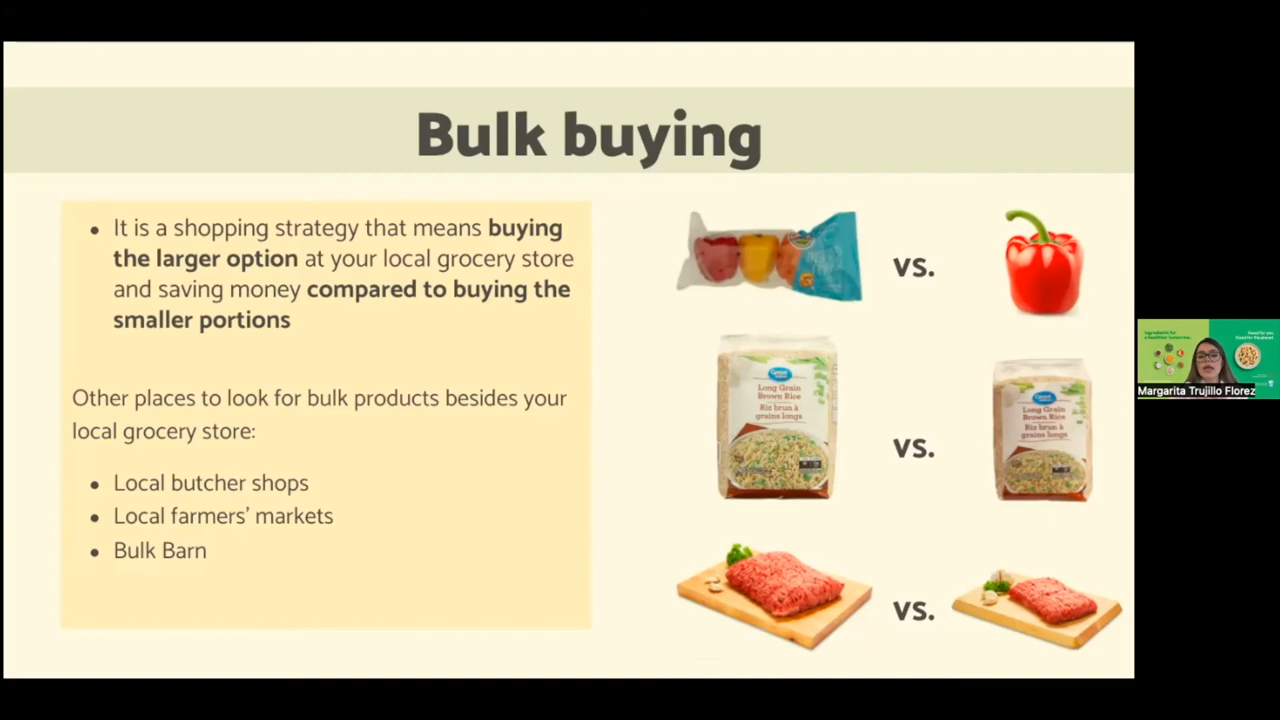 Bulk buying
• It is a shopping strategy that means buying
the larger option at your local grocery store
and saving money compared to buying the
smaller portions
Other places to look for bulk products besides your
local grocery store:
• Local butcher shops
• Local farmers’ markets
• Bulk Barn
vs.
Long Grain
Brown Rice
Riz brun à
grains longs
vs.
Long Grain
Brown Rice
Riz brun à
grains longs
vs.
Margarita Trujillo Florez